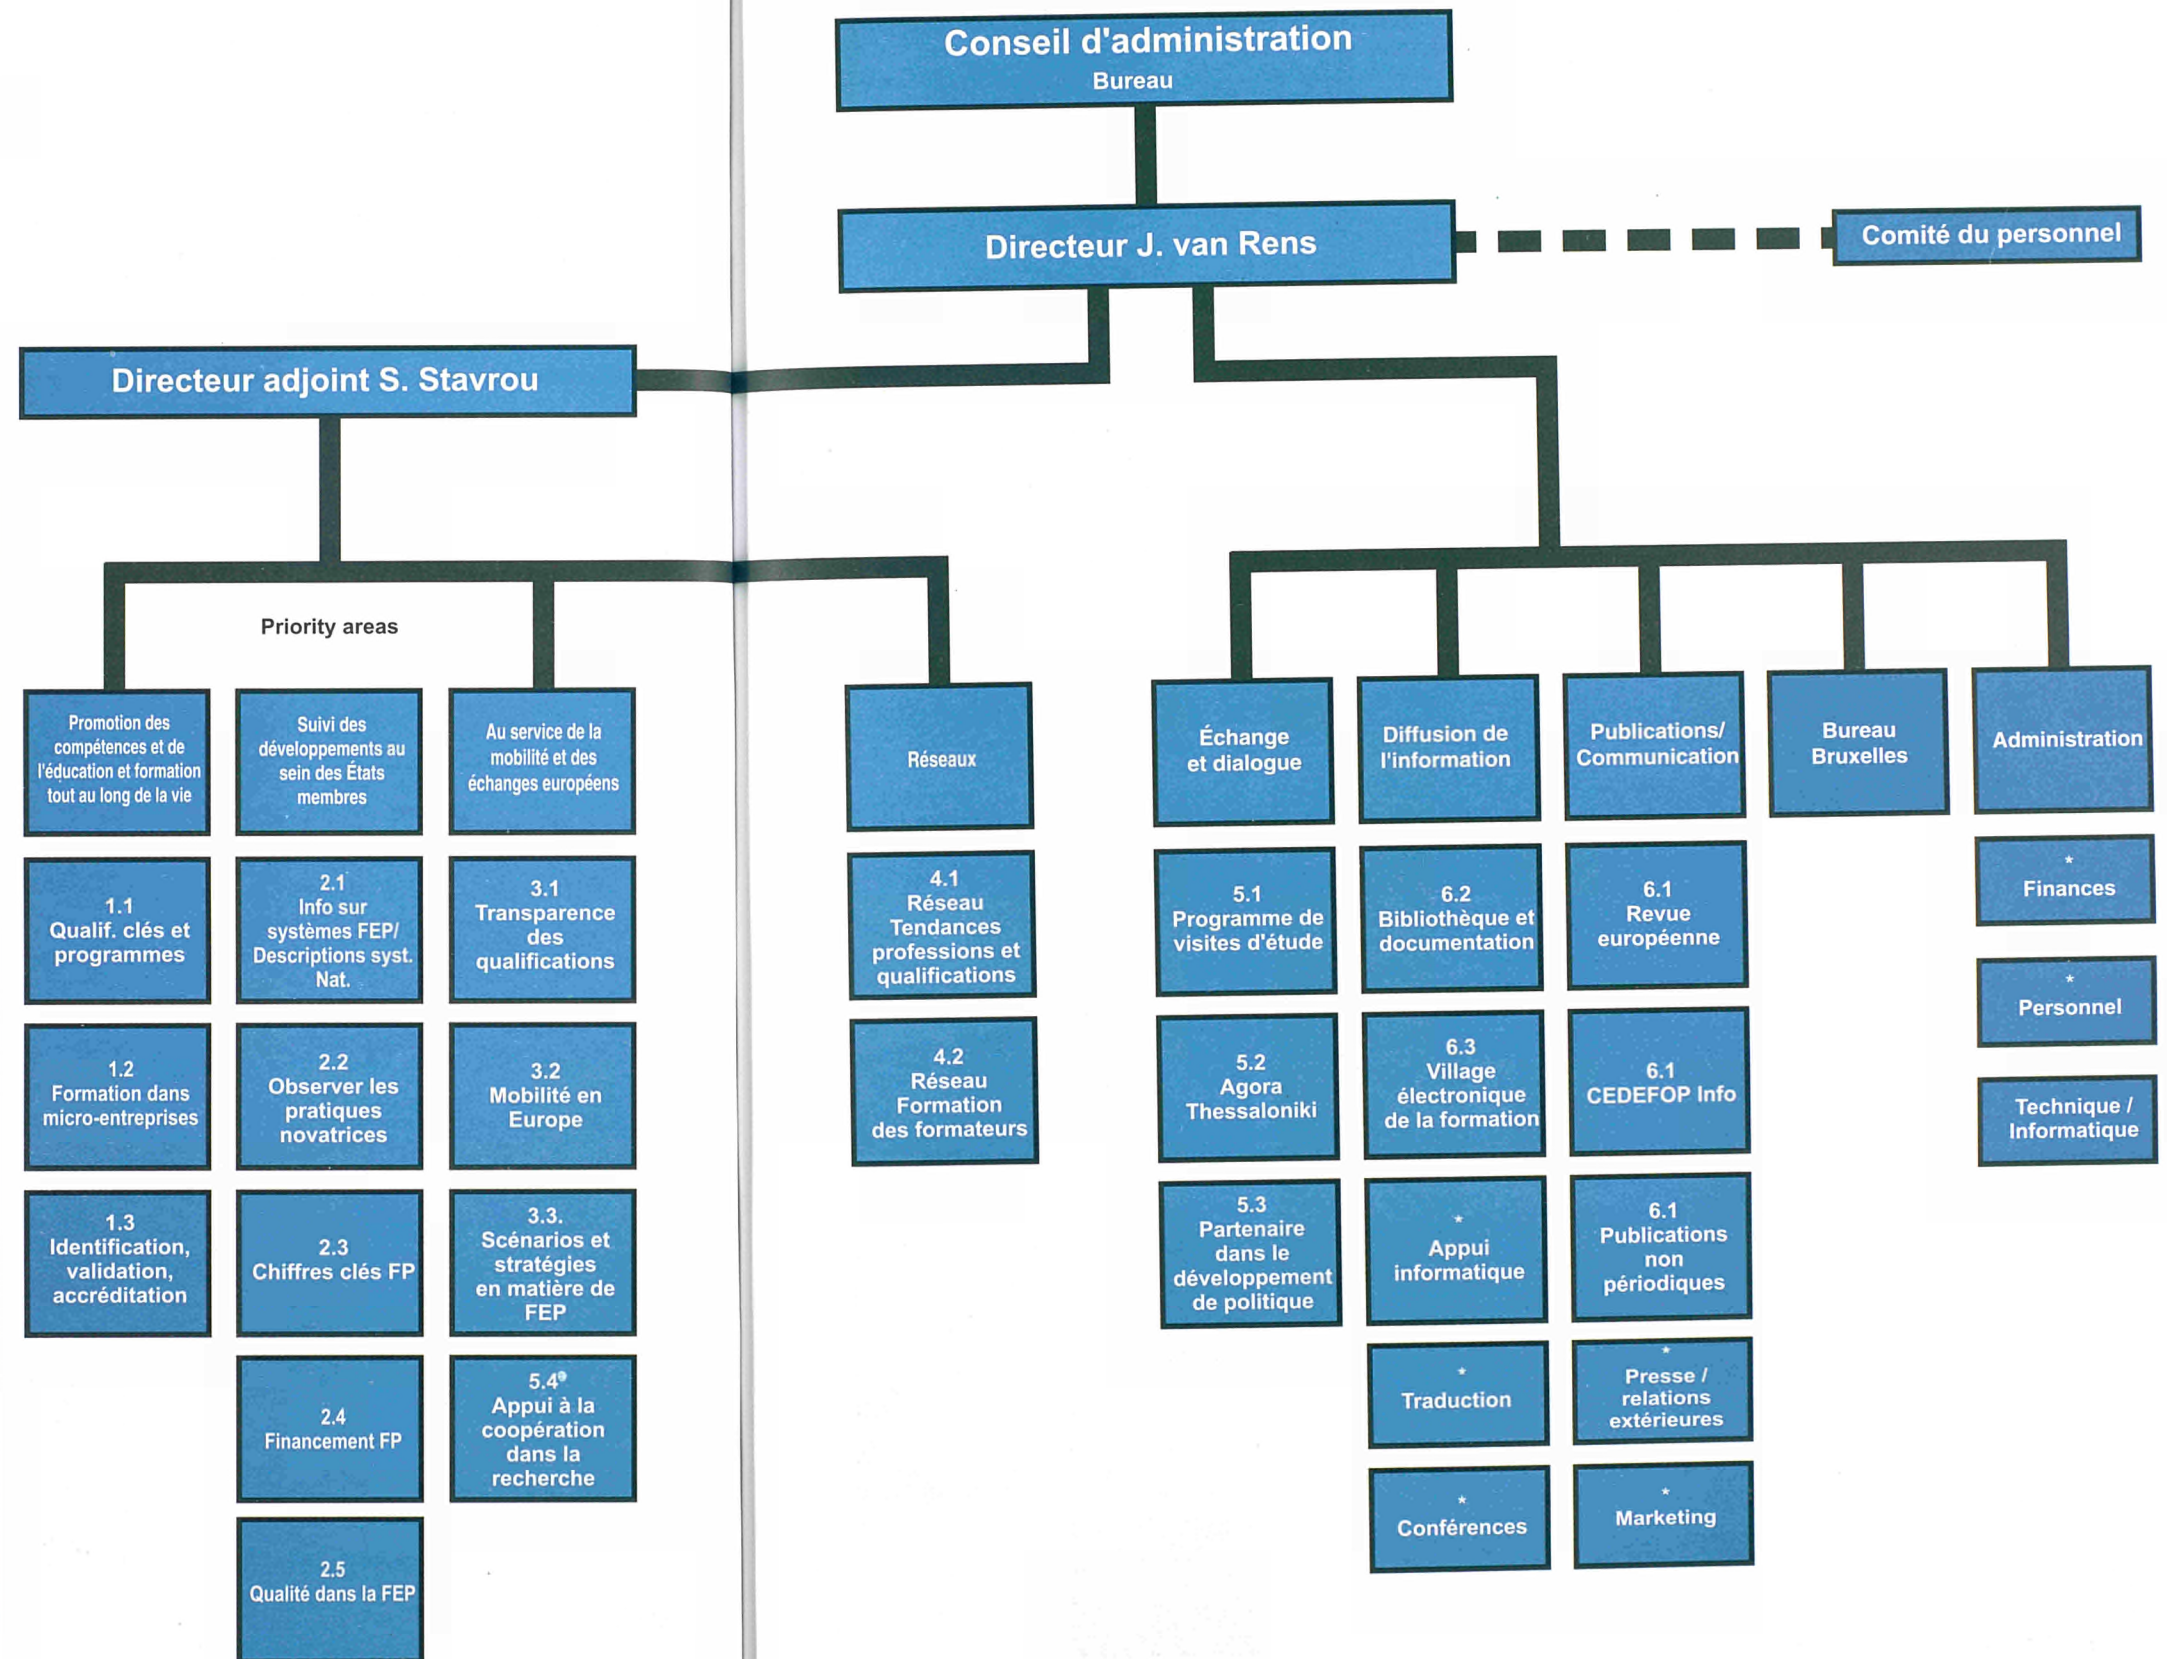 Conseil d'administration
Bureau
Directeur J. van Rens
Comité du personnel
Directeur adjoint S. Stavrou
Priority areas
Promotion des
compétences et de
l'éducation et formation
tout au long de la vie
1.1
Qualif. clés et
programmes
1.2
Formation dans
micro-entreprises
1.3
Identification,
validation,
accréditation
Suivi des
développements au
sein des États
membres
2.1
Info sur
systèmes FEP/
Descriptions syst.
Nat.
2.2
Observer les
pratiques
novatrices
2.3
Chiffres clés FP
2.4
Financement FP
2.5
Qualité dans la FEP
Au service de la
mobilité et des
échanges européens
3.1
Transparence
des
qualifications
3.2
Mobilité en
Europe
3.3.
Scénarios et
stratégies
en matière de
FEP
5.4
Appui à la
coopération
dans la
recherche
Réseaux
4.1
Réseau
Tendances
professions et
qualifications
4.2
Réseau
Formation
des formateurs
Échange
et dialogue
5.1
Programme de
visites d'étude
5.2
Agora
Thessaloniki
5.3
Partenaire
dans le
développement
de politique
Diffusion de
l'information
6.2
Bibliothèque et
documentation
6.3
Village
électronique
de la formation
*
Appui
informatique
*
Traduction
*
Conférences
Publications/
Communication
6.1
Revue
européenne
6.1
CEDEFOP Info
6.1
Publications
non
périodiques
*
Presse /
relations
extérieures
*
Marketing
Bureau
Bruxelles
Administration
*
Finances
*
Personnel
Technique /
Informatique